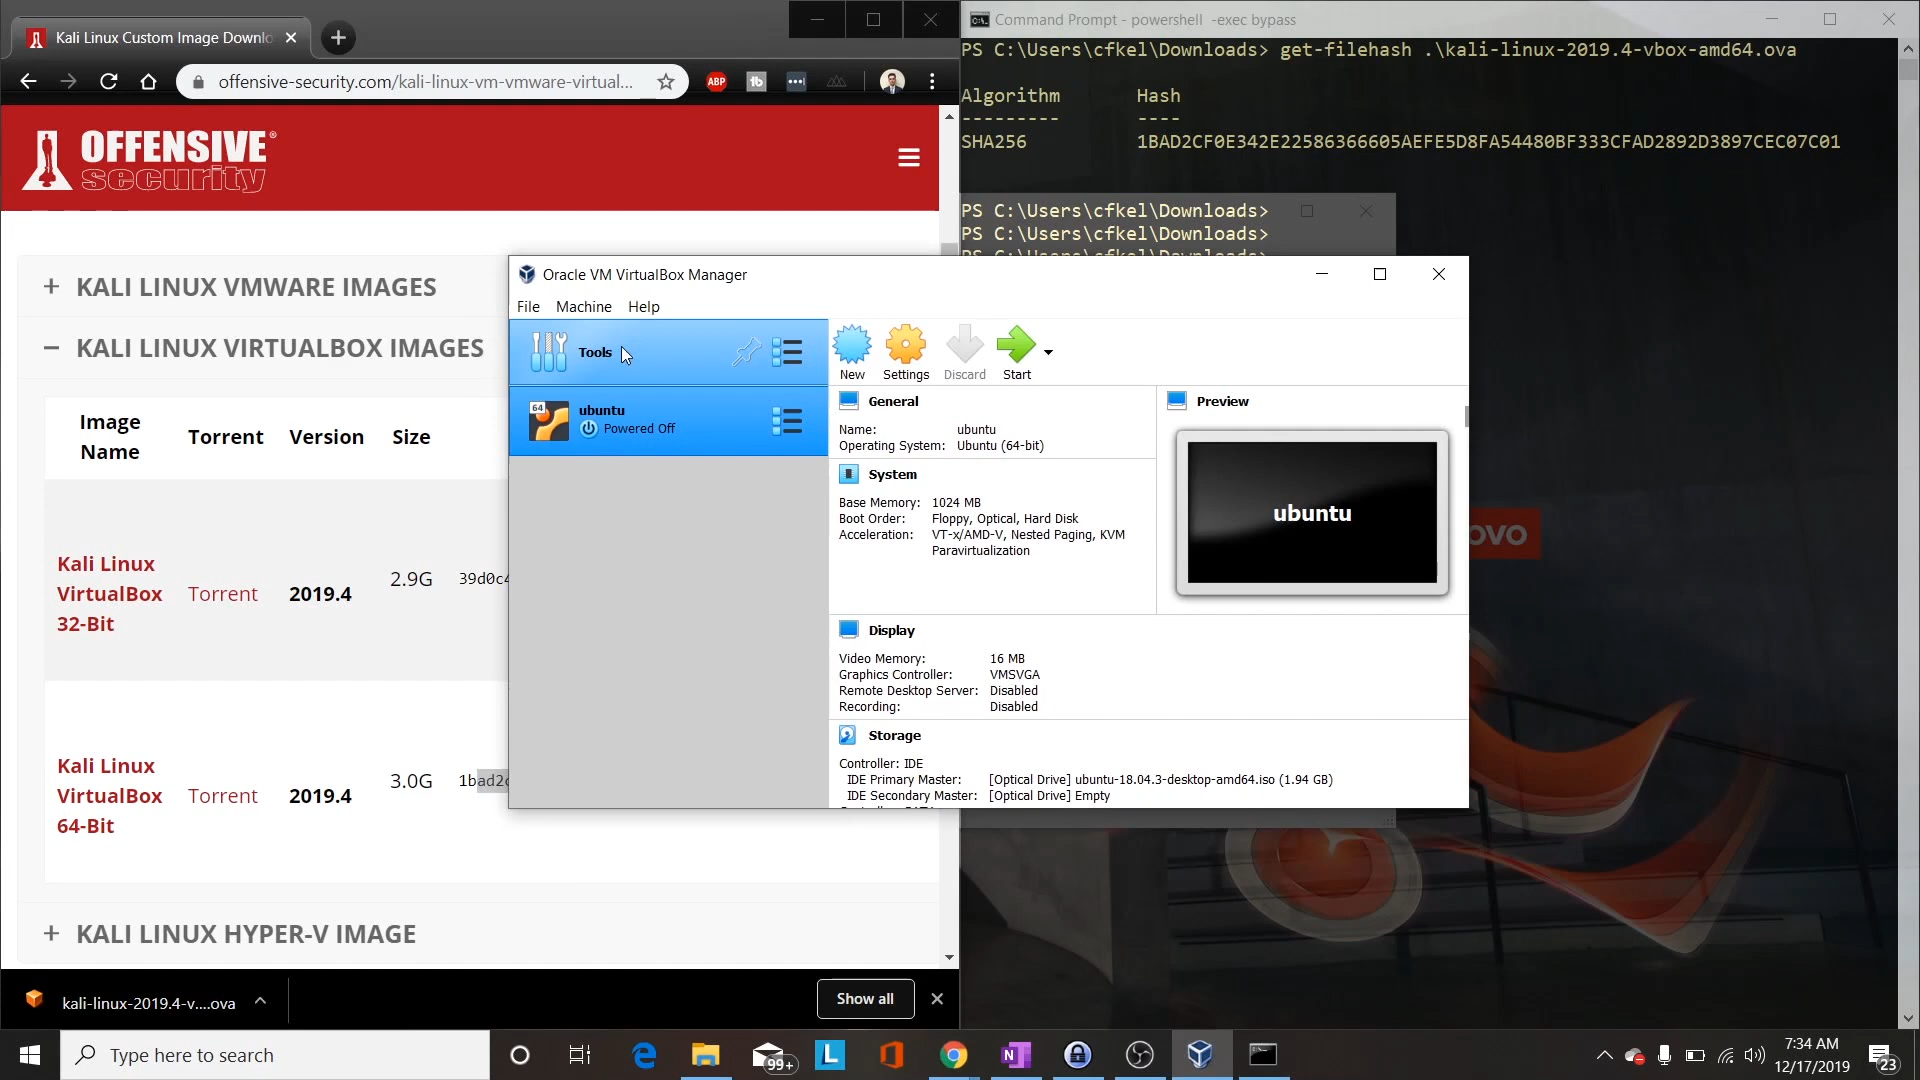 Kali Linux Custom Image Downlo
offensive-security.com/kali-linux-vm-vmware-virtual...
ABP
OFFENSIVE®
security
+ KALI LINUX VMWARE IMAGES
− KALI LINUX VIRTUALBOX IMAGES
Image Name Torrent Version Size
Kali Linux VirtualBox 32-Bit Torrent 2019.4 2.9G 39d0c4
Kali Linux VirtualBox 64-Bit Torrent 2019.4 3.0G 1bad2c
+ KALI LINUX HYPER-V IMAGE
kali-linux-2019.4-v....ova
Show all
Command Prompt - powershell -exec bypass
PS C:\Users\cfkel\Downloads> get-filehash .\kali-linux-2019.4-vbox-amd64.ova
Algorithm Hash
--------- ----
SHA256 1BAD2CF0E342E22586366605AEFE5D8FA54480BF333CFAD2892D3897CEC07C01
PS C:\Users\cfkel\Downloads>
PS C:\Users\cfkel\Downloads>
Oracle VM VirtualBox Manager
File Machine Help
Tools
64
ubuntu
Powered Off
New Settings Discard Start
General
Name: ubuntu
Operating System: Ubuntu (64-bit)
System
Base Memory: 1024 MB
Boot Order: Floppy, Optical, Hard Disk
Acceleration: VT-x/AMD-V, Nested Paging, KVM
Paravirtualization
Preview
ubuntu
Display
Video Memory: 16 MB
Graphics Controller: VMSVGA
Remote Desktop Server: Disabled
Recording: Disabled
Storage
Controller: IDE
IDE Primary Master: [Optical Drive] ubuntu-18.04.3-desktop-amd64.iso (1.94 GB)
IDE Secondary Master: [Optical Drive] Empty
ovo
Type here to search
99+
L
N
7:34 AM
12/17/2019
23